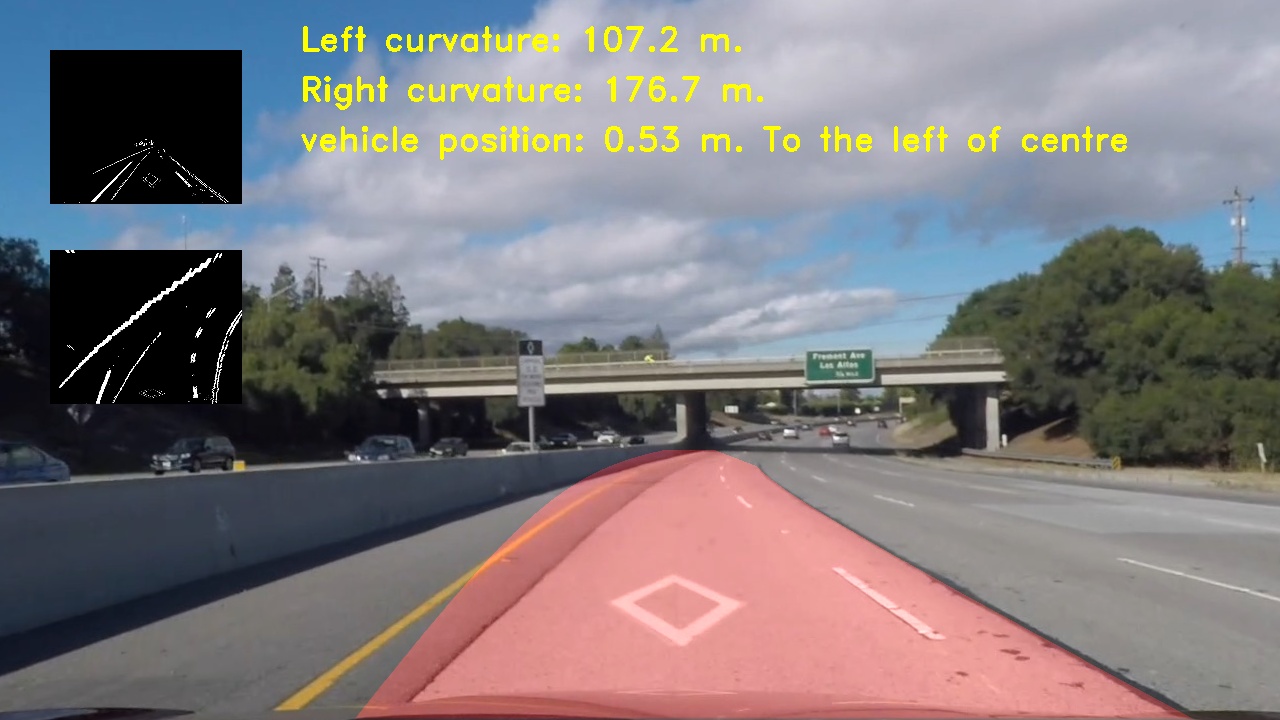 Left curvature: 107.2 m.
Right curvature: 176.7 m.
vehicle position: 0.53 m. To the left of centre
Fremont Ave
Los Altos
MILE